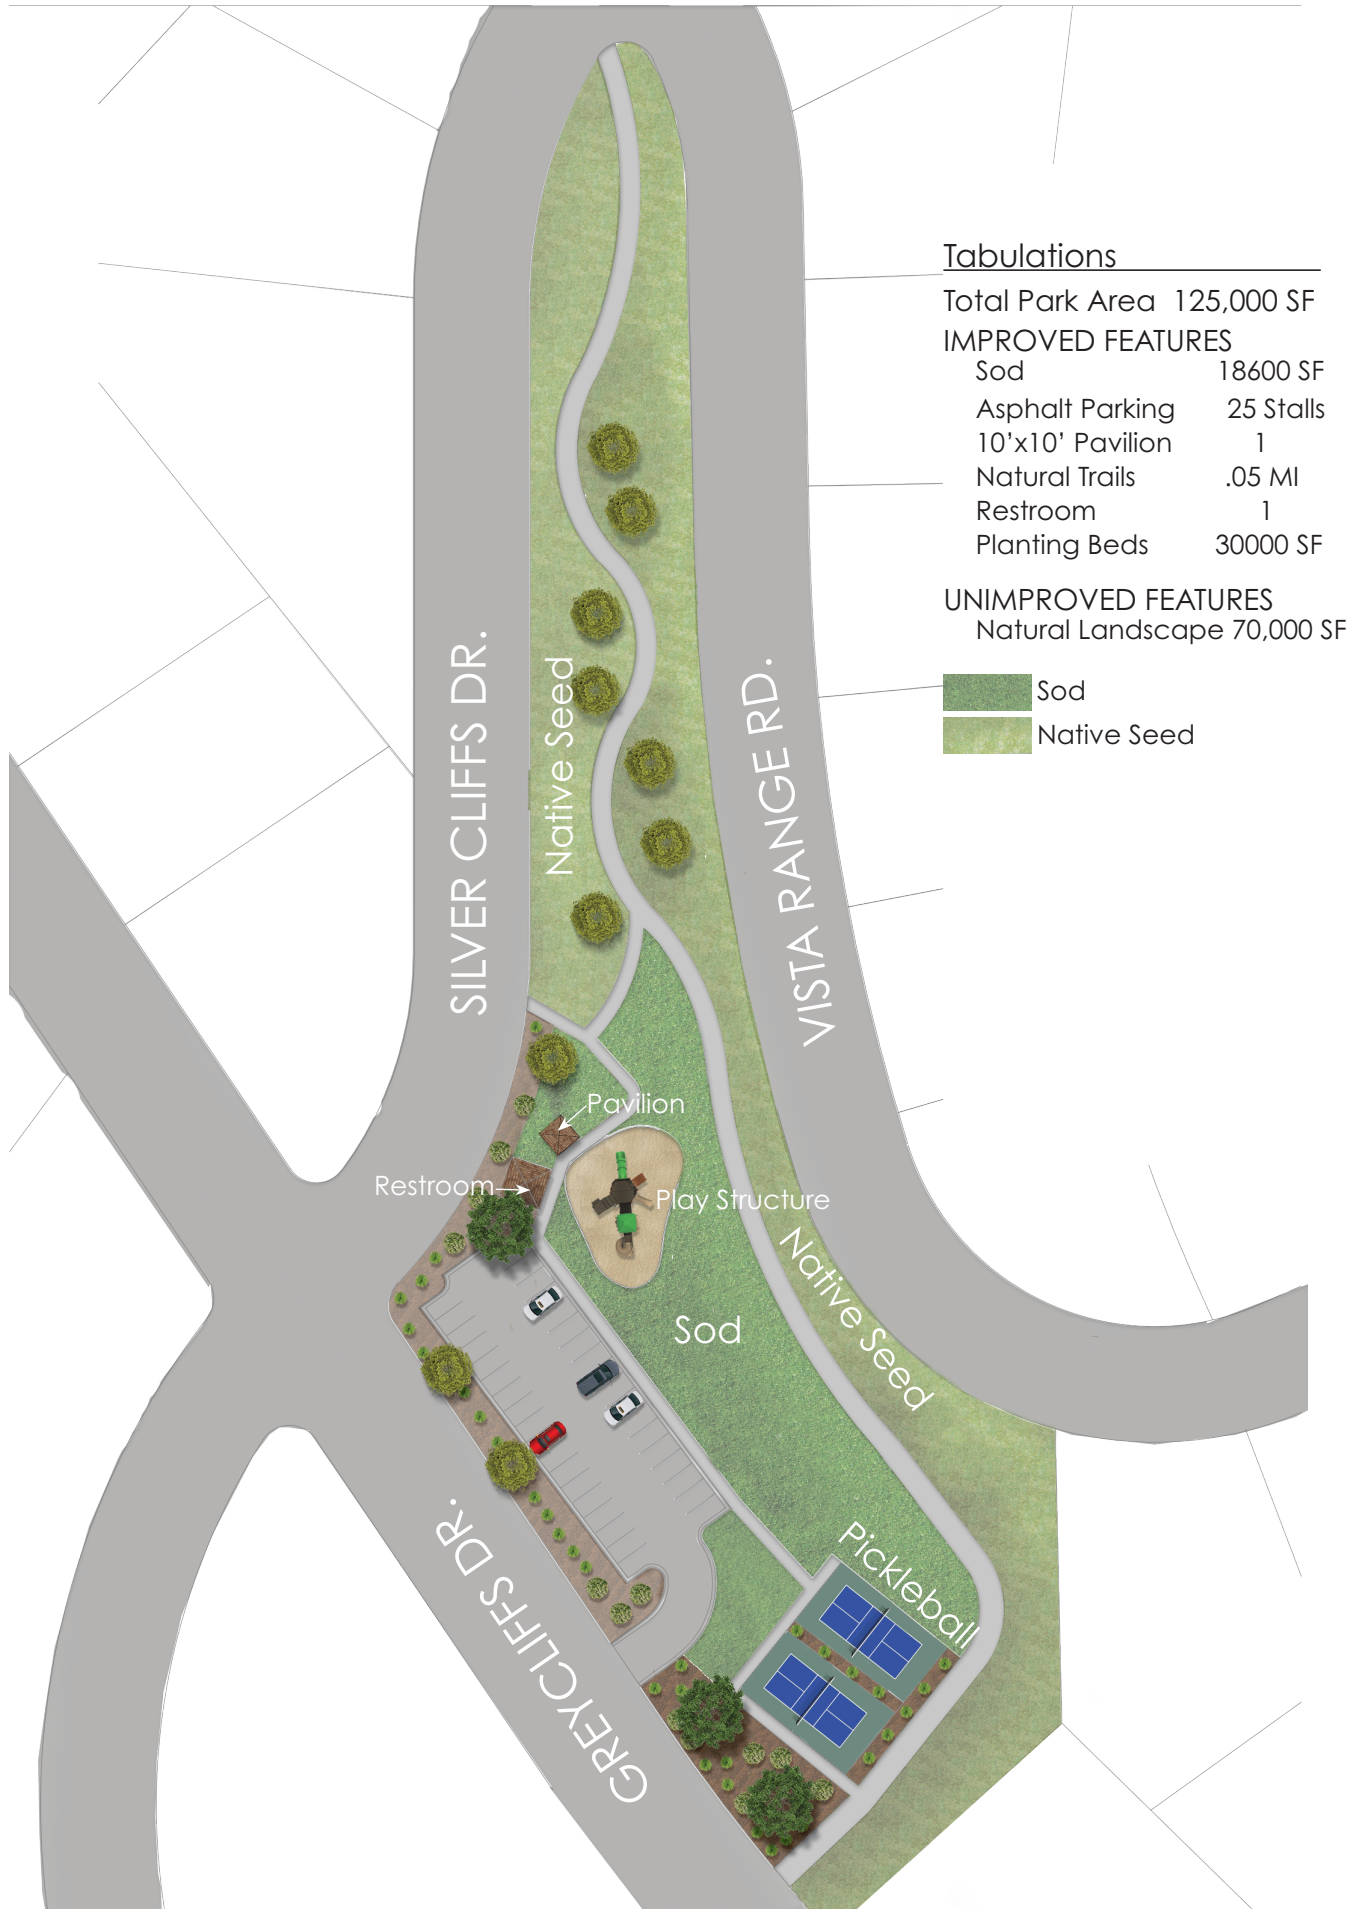 Tabulations
Total Park Area 125,000 SF
IMPROVED FEATURES
Sod 18600 SF
Asphalt Parking 25 Stalls
10'x10' Pavilion 1
Natural Trails .05 MI
Restroom 1
Planting Beds 30000 SF
UNIMPROVED FEATURES
Natural Landscape 70,000 SF
Sod
Native Seed
SILVER CLIFFS DR.
Native Seed
VISTA RANGE RD.
Pavilion
Restroom
Play Structure
Native Seed
Sod
Pickleball
GREYCLIFFS DR.